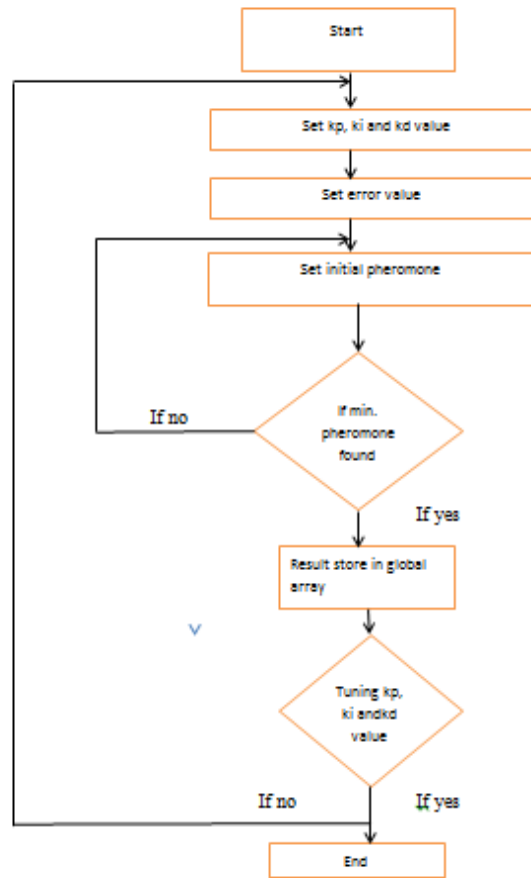 Start
Set kp, ki and kd value
Set error value
Set initial pheromone
If min.
pheromone
found
If no
If yes
Result store in global
array
Tuning kp,
ki andkd
value
If no
If yes
End